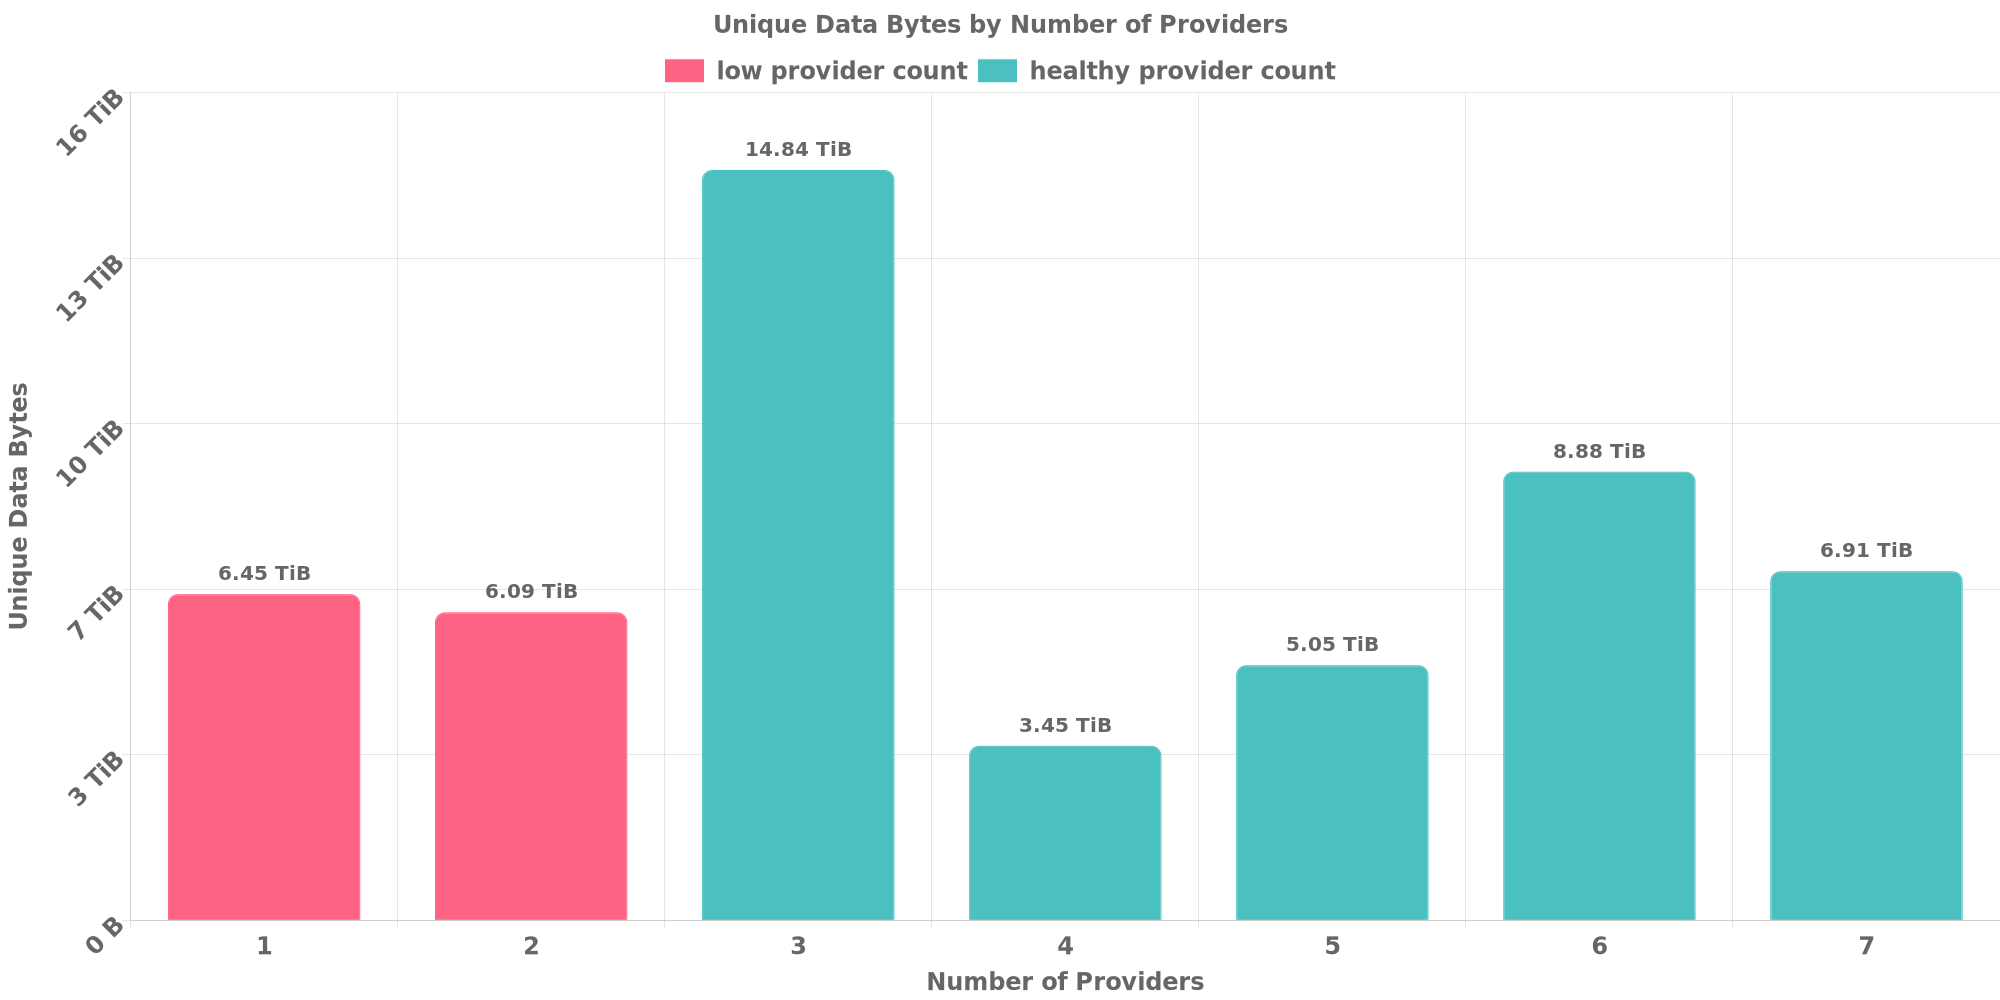 Unique Data Bytes by Number of Providers
low provider count healthy provider count
16 TiB
13 TiB
10 TiB
7 TiB
3 TiB
0 B
Unique Data Bytes
6.45 TiB
6.09 TiB
14.84 TiB
3.45 TiB
5.05 TiB
8.88 TiB
6.91 TiB
1 2 3 4 5 6 7
Number of Providers